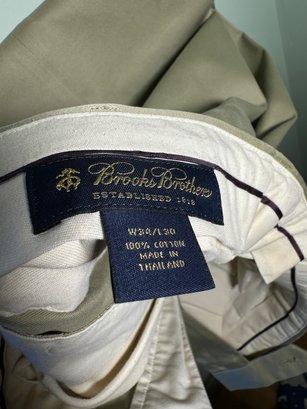 Brooks Brothers
ESTABLISHED 1818
W34/L30
100% COTTON
MADE IN
THAILAND